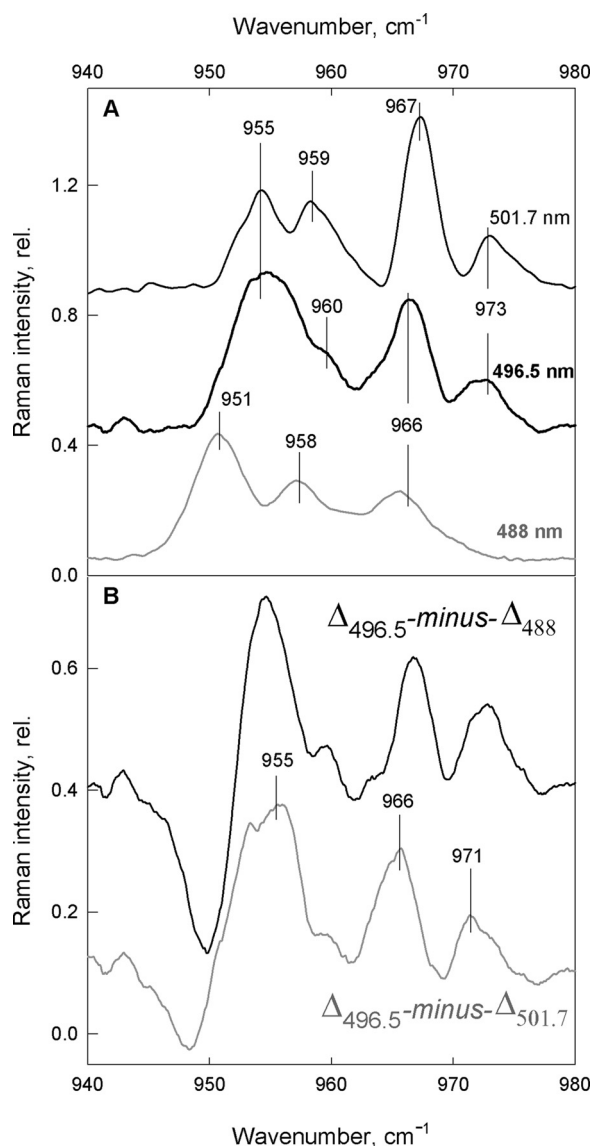 Wavenumber, cm⁻¹
940 950 960 970 980
A
967
955
959
1.2
501.7 nm
0.8
960
973
496.5 nm
951
0.4
958
966
488 nm
0.0
Raman intensity, rel.
B
Δ496.5-minus-Δ488
0.6
0.4
955
966
971
0.2
Δ496.5-minus-Δ501.7
0.0
Raman intensity, rel.
940 950 960 970 980
Wavenumber, cm⁻¹